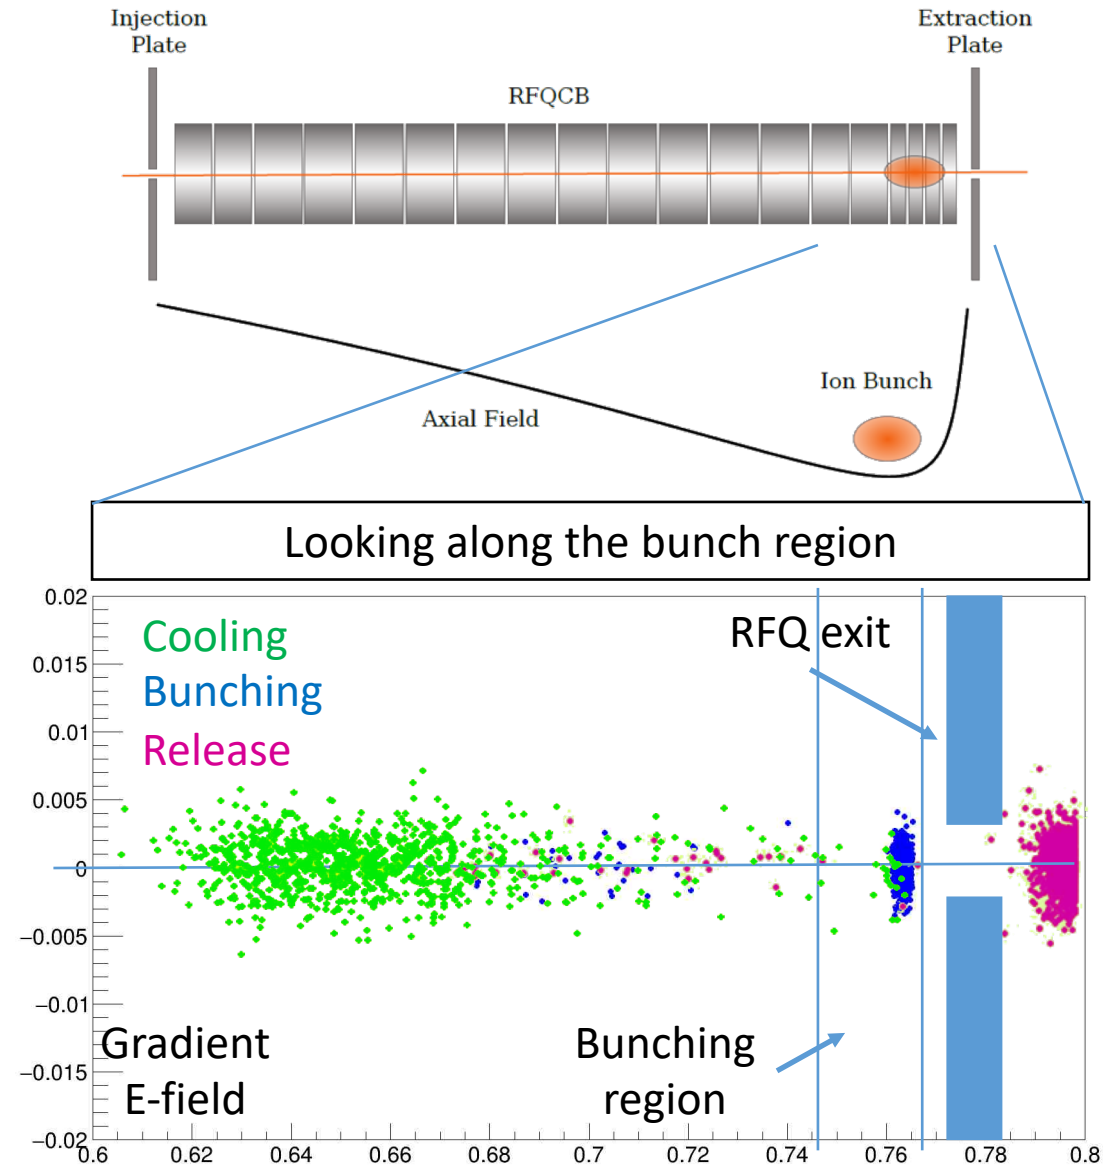 Injection
Plate
Extraction
Plate
RFQCB
Ion Bunch
Axial Field
Looking along the bunch region
0.02
0.015
0.01
0.005
0
−0.005
−0.01
−0.015
−0.02
Cooling
Bunching
Release
RFQ exit
Gradient
E-field
Bunching
region
0.6
0.62
0.64
0.66
0.68
0.7
0.72
0.74
0.76
0.78
0.8